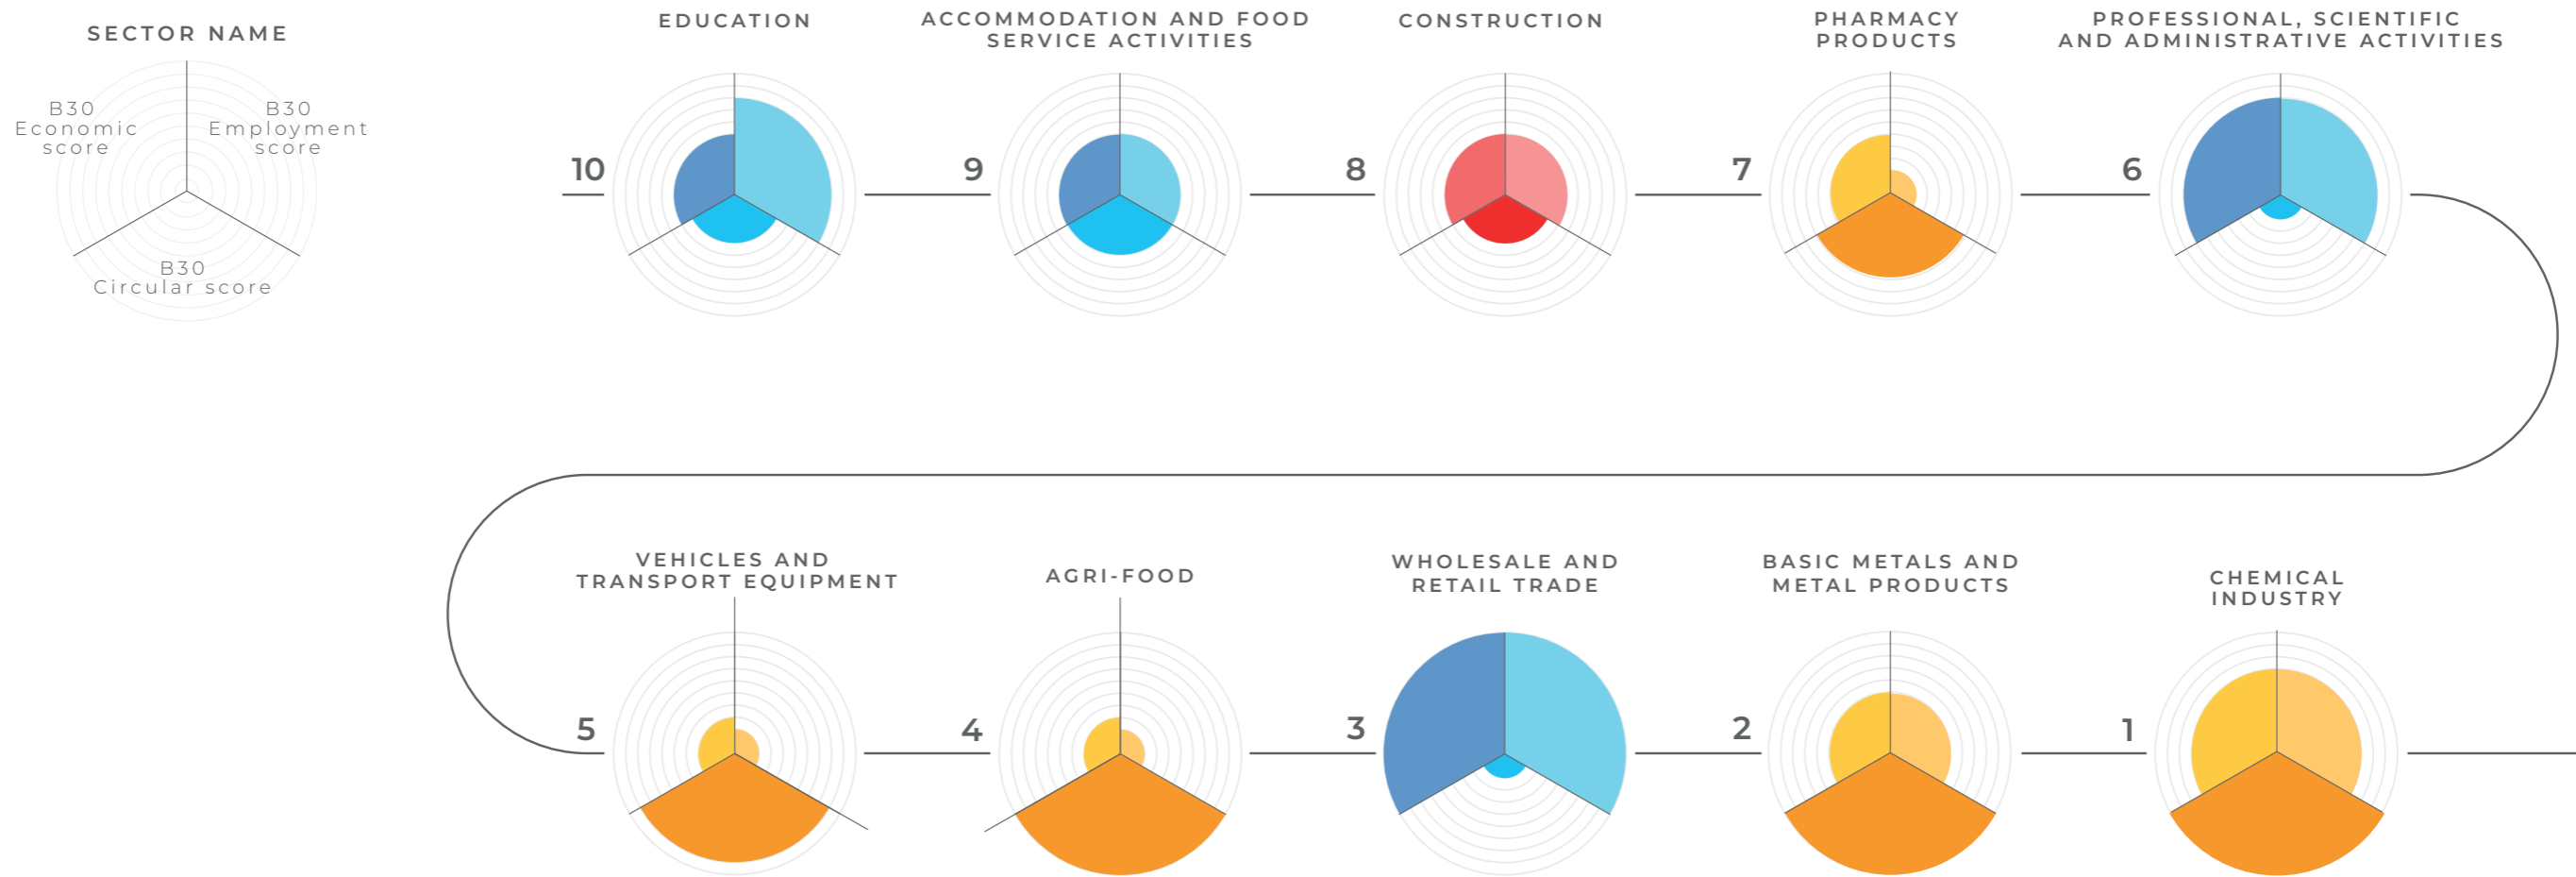 SECTOR NAME
B30
Economic
score
B30
Employment
score
B30
Circular score
EDUCATION
10
ACCOMMODATION AND FOOD
SERVICE ACTIVITIES
9
CONSTRUCTION
8
PHARMACY
PRODUCTS
7
PROFESSIONAL, SCIENTIFIC
AND ADMINISTRATIVE ACTIVITIES
6
VEHICLES AND
TRANSPORT EQUIPMENT
5
AGRI-FOOD
4
WHOLESALE AND
RETAIL TRADE
3
BASIC METALS AND
METAL PRODUCTS
2
CHEMICAL
INDUSTRY
1